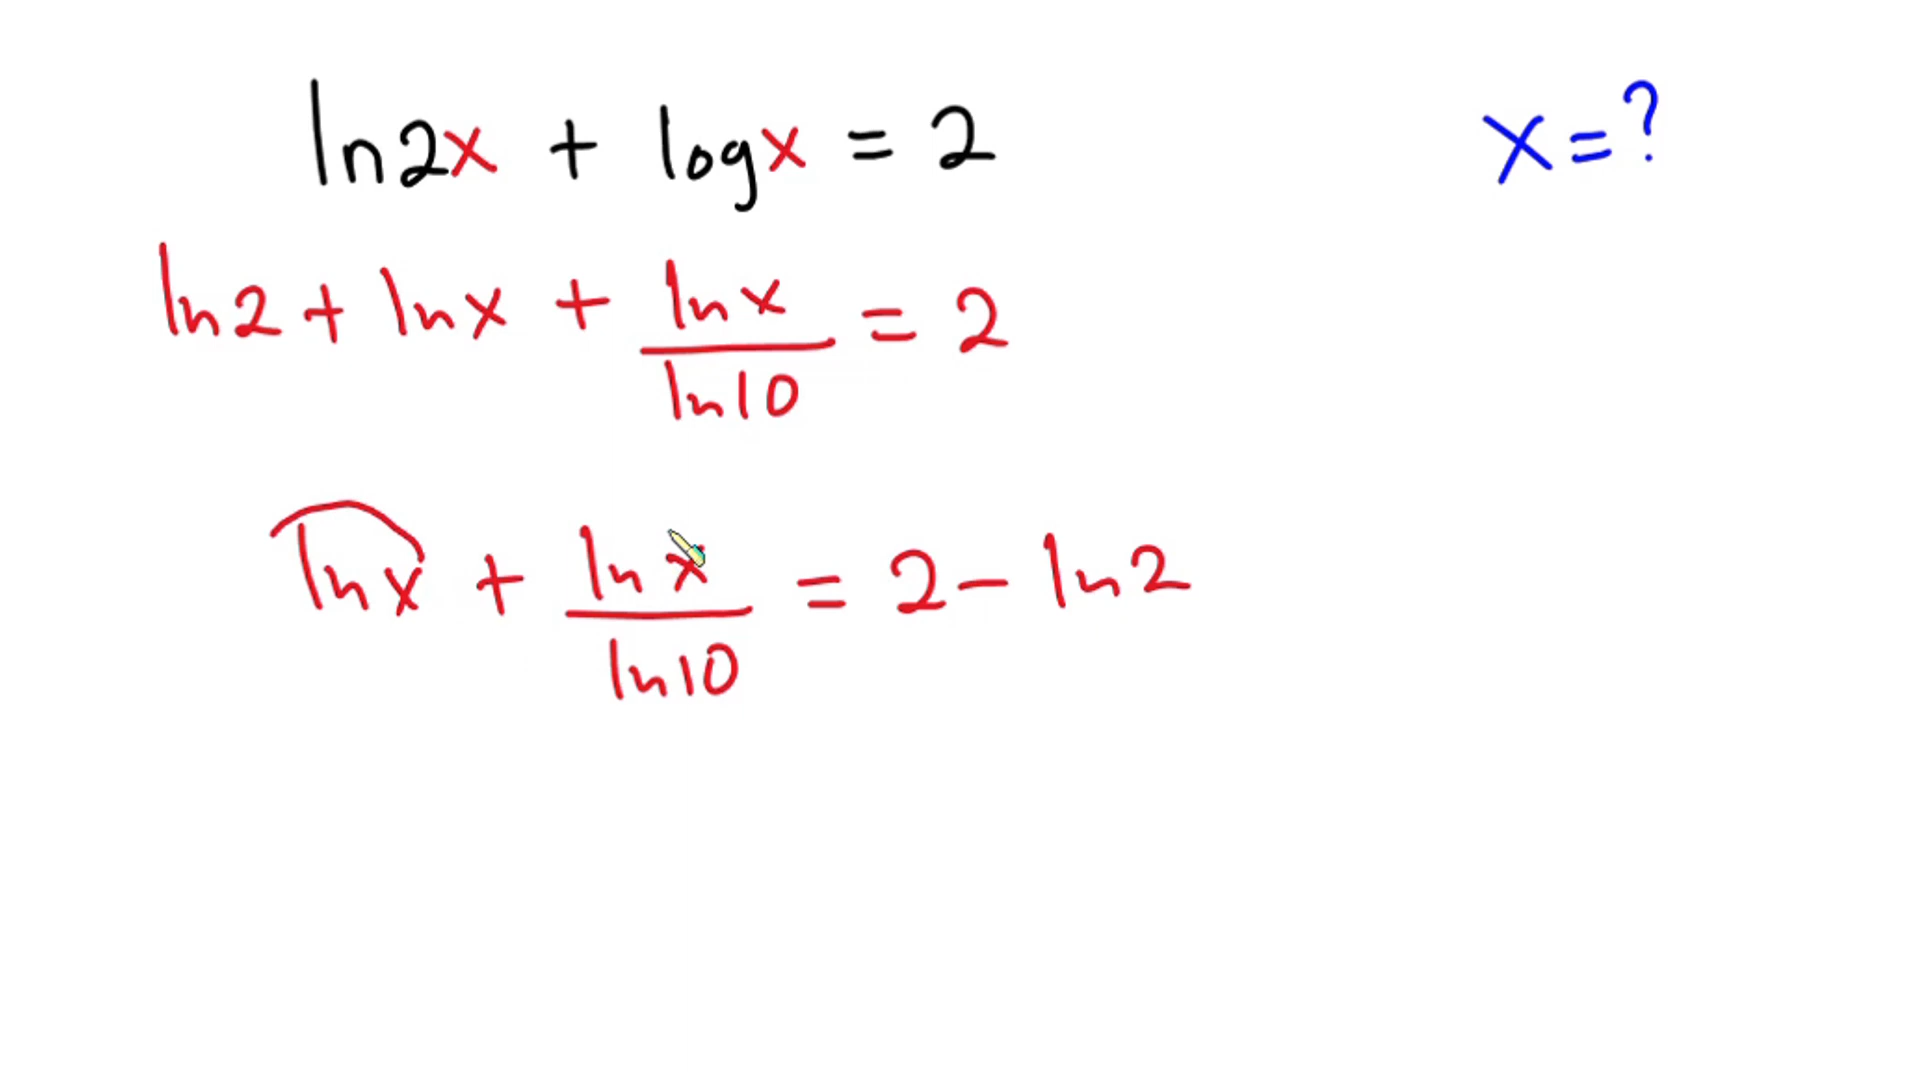 ln2x + logx = 2
x=?
ln2 + lnx + lnx/ln10 = 2
lnx + lnx/ln10 = 2 - ln2